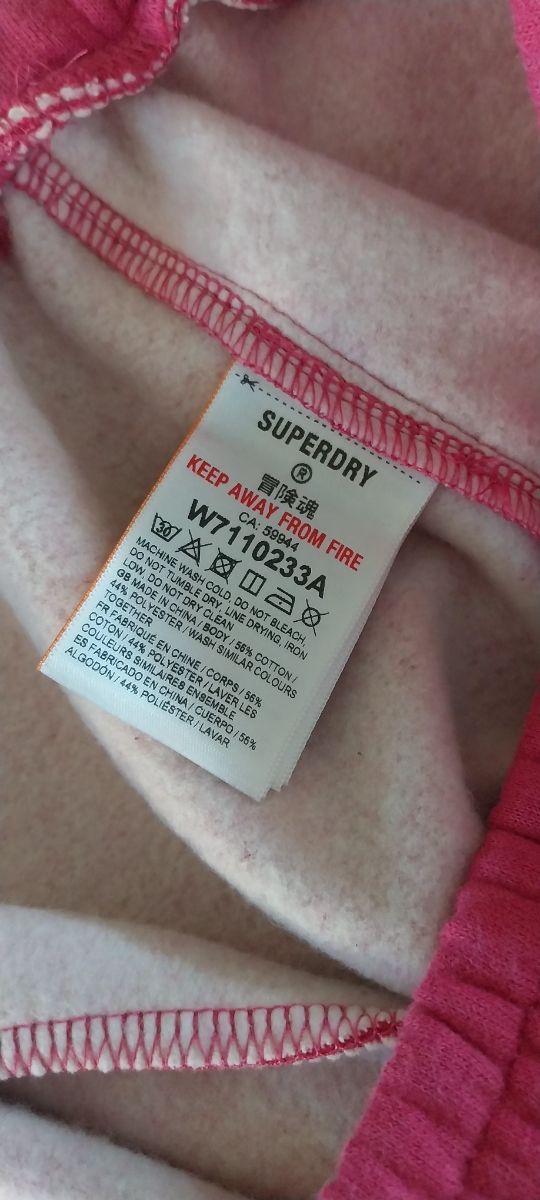 SUPERDRY
®
冒険魂
KEEP AWAY FROM FIRE
CA: 59944
W7110233A
30
MACHINE WASH COLD, DO NOT BLEACH,
DO NOT TUMBLE DRY, LINE DRYING, IRON
LOW, DO NOT DRY CLEAN
GB MADE IN CHINA / BODY / 56% COTTON /
44% POLYESTER / WASH SIMILAR COLOURS
TOGETHER
FR FABRIQUÉ EN CHINE / CORPS / 56%
COTON / 44% POLYESTER / LAVER LES
COULEURS SIMILAIRES ENSEMBLE
ES FABRICADO EN CHINA / CUERPO / 56%
ALGODÓN / 44% POLIÉSTER / LAVAR